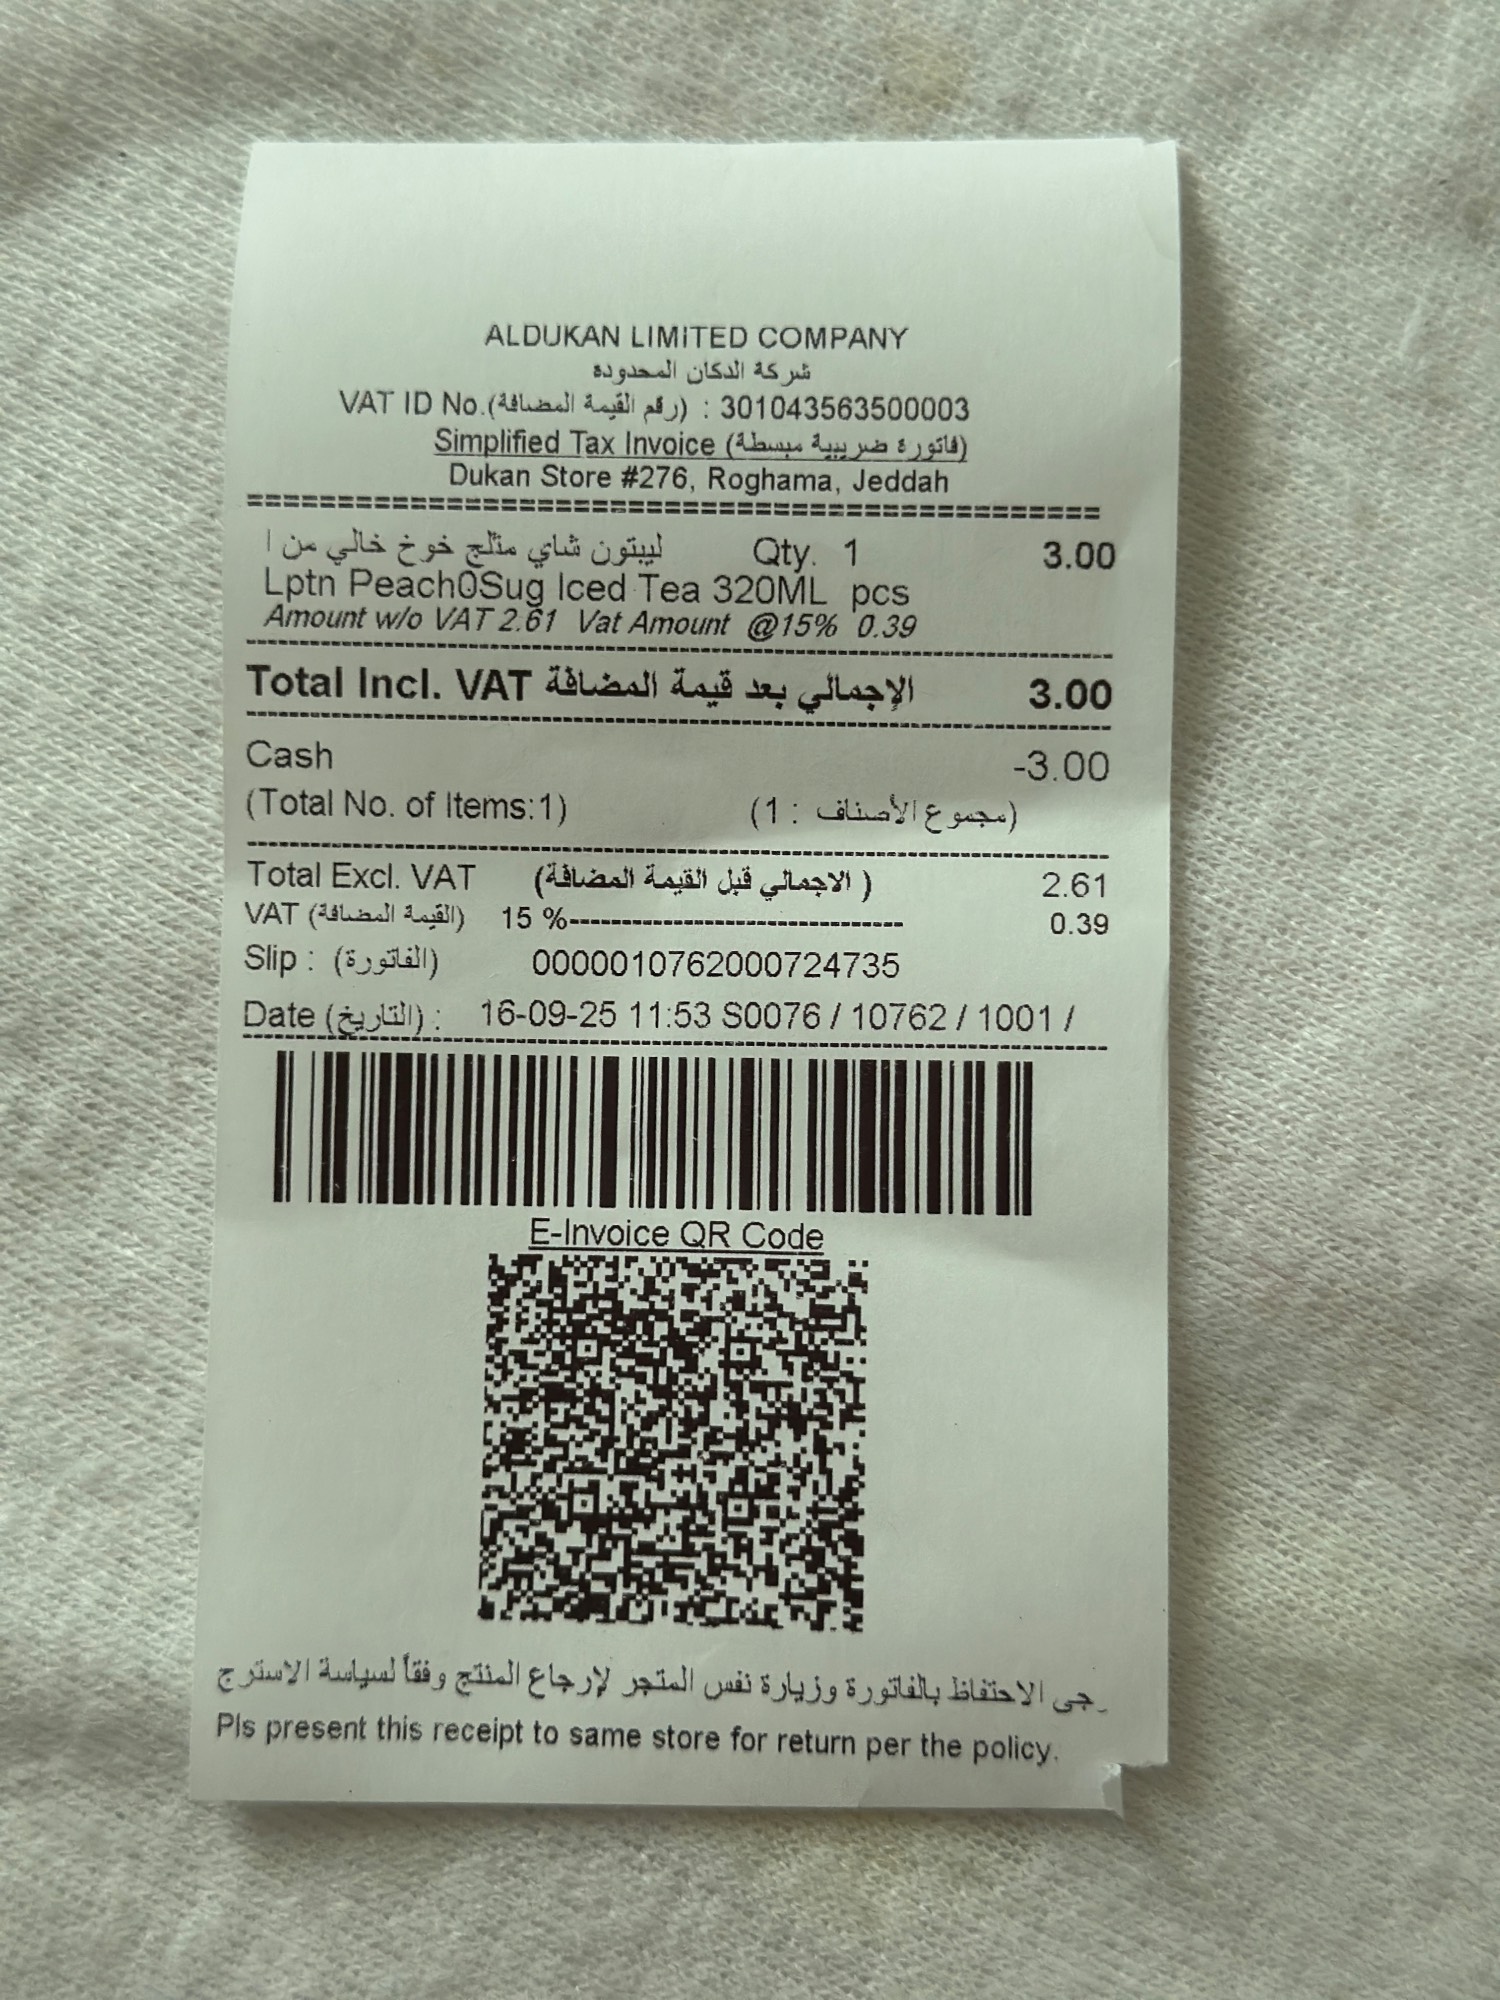 ALDUKAN LIMITED COMPANY
شركة الدكان المحدوده
VAT ID No.(رقم القيمة المضافة) : 301043563500003
Simplified Tax Invoice (فاتورة ضريبية مبسطة)
Dukan Store #276, Roghama, Jeddah
ليبتون شاي مثلج خوخ خالي من ا Qty. 1 3.00
Lptn Peach0Sug Iced Tea 320ML pcs
Amount w/o VAT 2.61 Vat Amount @15% 0.39
Total Incl. VAT الإجمالي بعد قيمة المضافة 3.00
Cash -3.00
(Total No. of Items:1) (مجموع الأصناف : 1)
Total Excl. VAT (الاجمالي قبل القيمة المضافة ) 2.61
VAT (القيمة المضافة) 15 %-------------------------------- 0.39
Slip : (الفاتورة) 0000010762000724735
Date (التاريخ) : 16-09-25 11:53 S0076 / 10762 / 1001 /
E-Invoice QR Code
رجى الاحتفاظ بالفاتورة وزيارة نفس المتجر لإرجاع المنتج وفقاً لسياسة الاسترج
Pls present this receipt to same store for return per the policy.